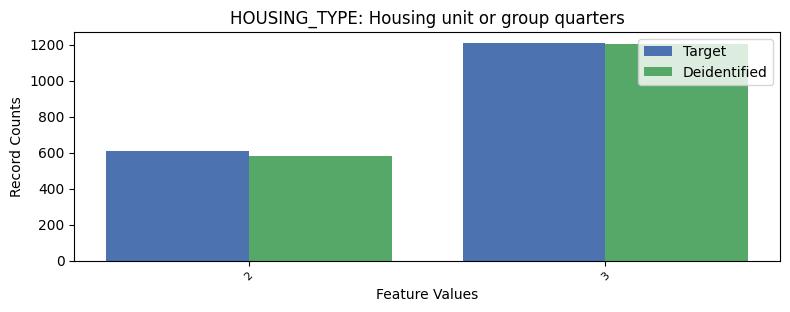 HOUSING_TYPE: Housing unit or group quarters
Record Counts
1200
1000
800
600
400
200
0
Target
Deidentified
2
3
Feature Values